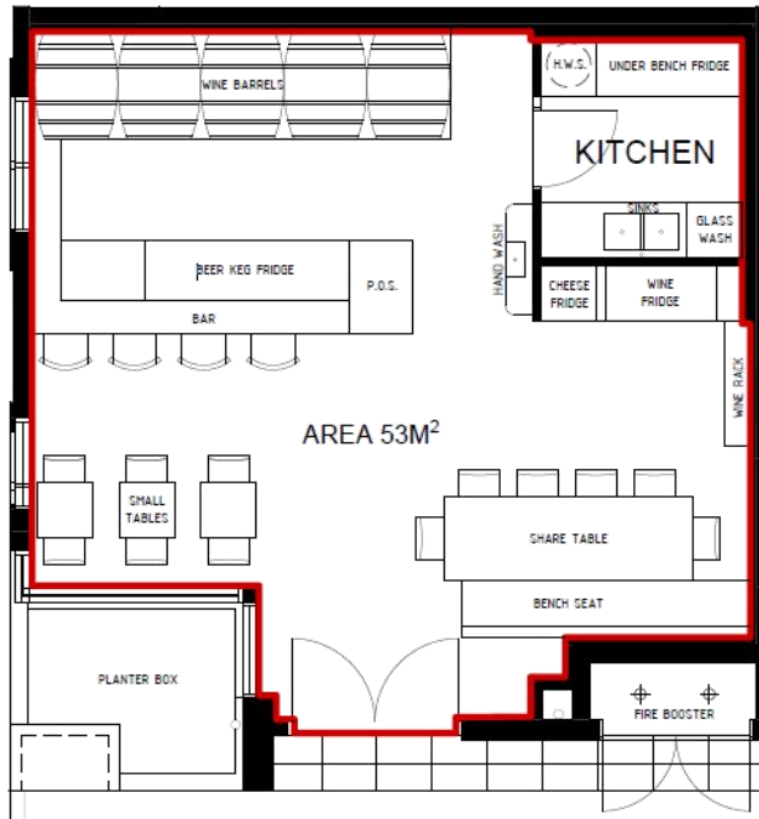 H.W.S.
UNDER BENCH FRIDGE
WINE BARRELS
KITCHEN
SINKS
GLASS
WASH
HAND WASH
BEER KEG FRIDGE
P.O.S.
CHEESE
FRIDGE
WINE
FRIDGE
BAR
WINE RACK
AREA 53M²
SMALL
TABLES
SHARE TABLE
BENCH SEAT
PLANTER BOX
FIRE BOOSTER